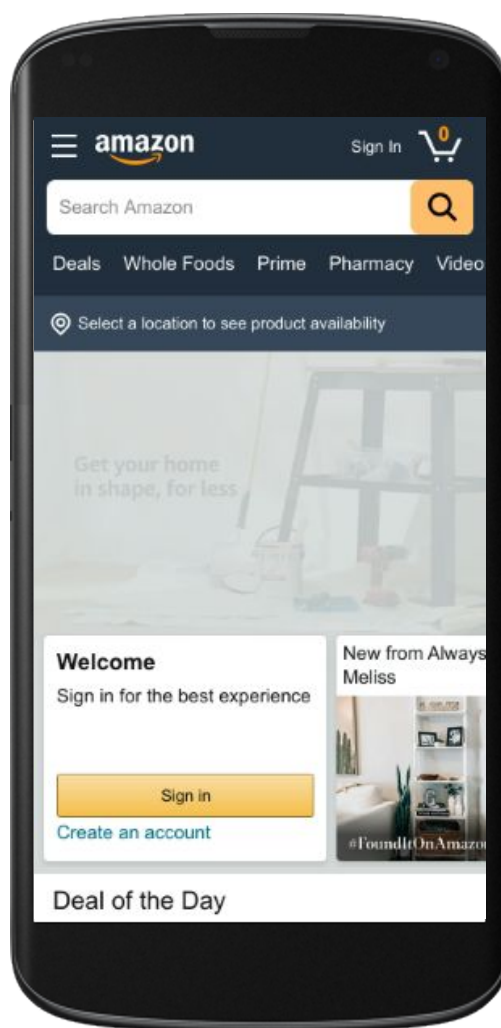 amazon
Sign In
0
Search Amazon
Deals Whole Foods Prime Pharmacy Video
Select a location to see product availability
Get your home
in shape, for less
Welcome
Sign in for the best experience
Sign in
Create an account
New from Always
Meliss
#FoundItOnAmazon
Deal of the Day